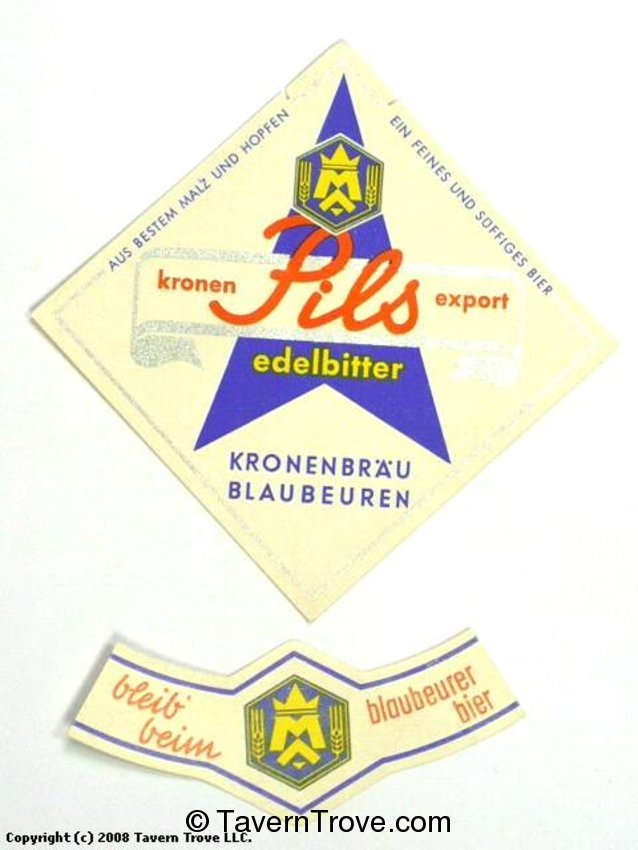 AUS BESTEM MALZ UND HOPFEN
EIN FEINES UND SÜFFIGES BIER
M
kronen Pils export
edelbitter
KRONENBRÄU
BLAUBEUREN
bleib' beim
M
blaubeurer bier
© TavernTrove.com
Copyright (c) 2008 Tavern Trove LLC.